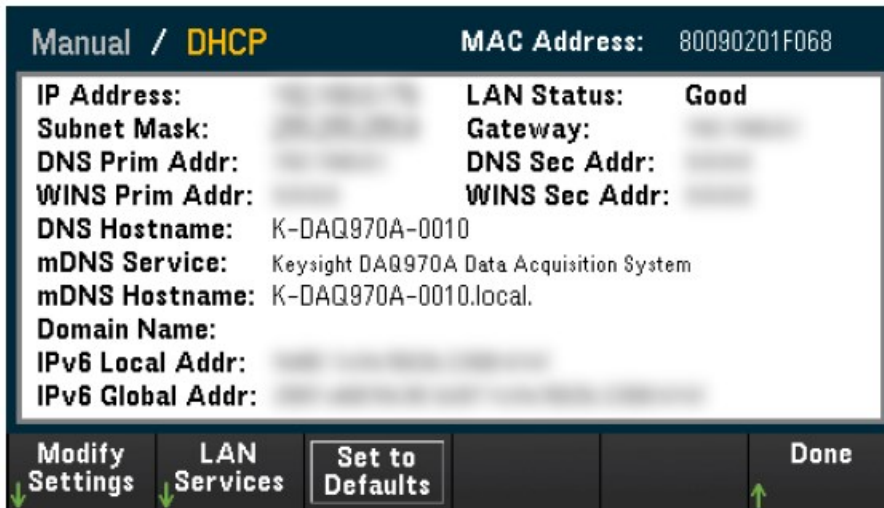 Manual / DHCP MAC Address: 80090201F068
IP Address: LAN Status: Good
Subnet Mask: Gateway:
DNS Prim Addr: DNS Sec Addr:
WINS Prim Addr: WINS Sec Addr:
DNS Hostname: K-DAQ970A-0010
mDNS Service: Keysight DAQ970A Data Acquisition System
mDNS Hostname: K-DAQ970A-0010.local.
Domain Name:
IPv6 Local Addr:
IPv6 Global Addr:
Modify LAN Set to Done
Settings Services Defaults